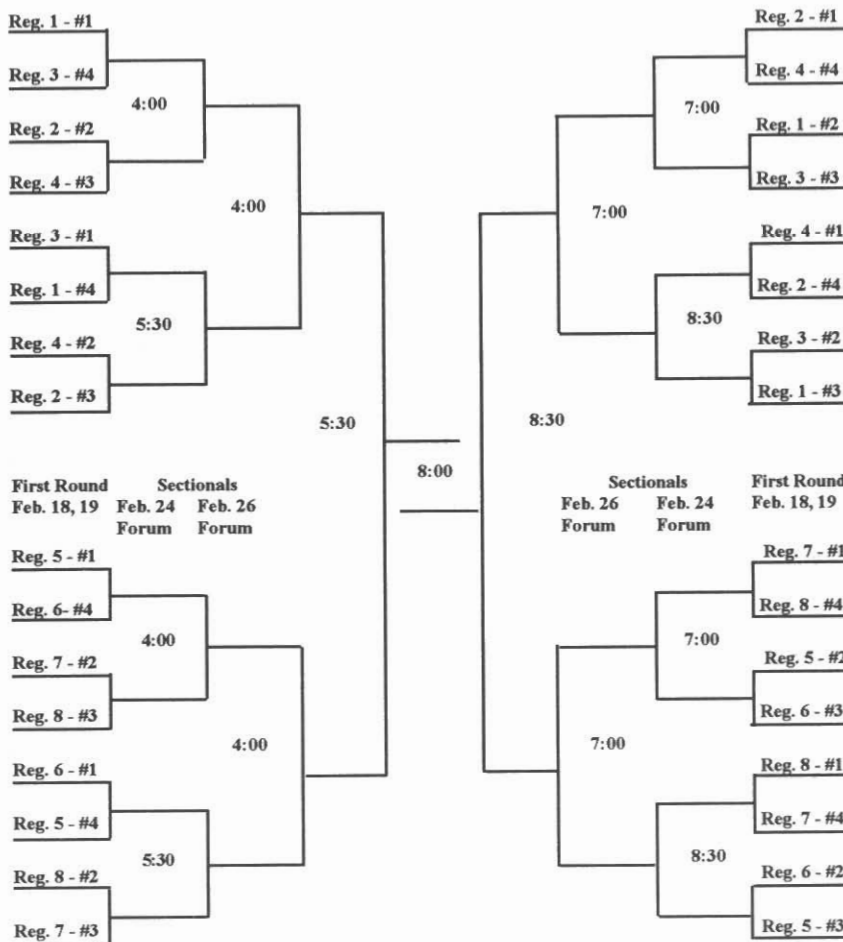 Reg. 1 - #1
Reg. 3 - #4
4:00
Reg. 2 - #2
Reg. 4 - #3
4:00
Reg. 3 - #1
Reg. 1 - #4
5:30
Reg. 4 - #2
Reg. 2 - #3
5:30
Reg. 2 - #1
Reg. 4 - #4
7:00
Reg. 1 - #2
Reg. 3 - #3
7:00
Reg. 4 - #1
Reg. 2 - #4
8:30
Reg. 3 - #2
Reg. 1 - #3
8:30
8:00
First Round
Feb. 18, 19
Sectionals
Feb. 24 Feb. 26
Forum Forum
Sectionals
Feb. 26 Feb. 24
Forum Forum
First Round
Feb. 18, 19
Reg. 5 - #1
Reg. 6- #4
4:00
Reg. 7 - #2
Reg. 8 - #3
4:00
Reg. 6 - #1
Reg. 5 - #4
5:30
Reg. 8 - #2
Reg. 7 - #3
Reg. 7 - #1
Reg. 8 - #4
7:00
Reg. 5 - #2
Reg. 6 - #3
7:00
Reg. 8 - #1
Reg. 7 - #4
8:30
Reg. 6 - #2
Reg. 5 - #3